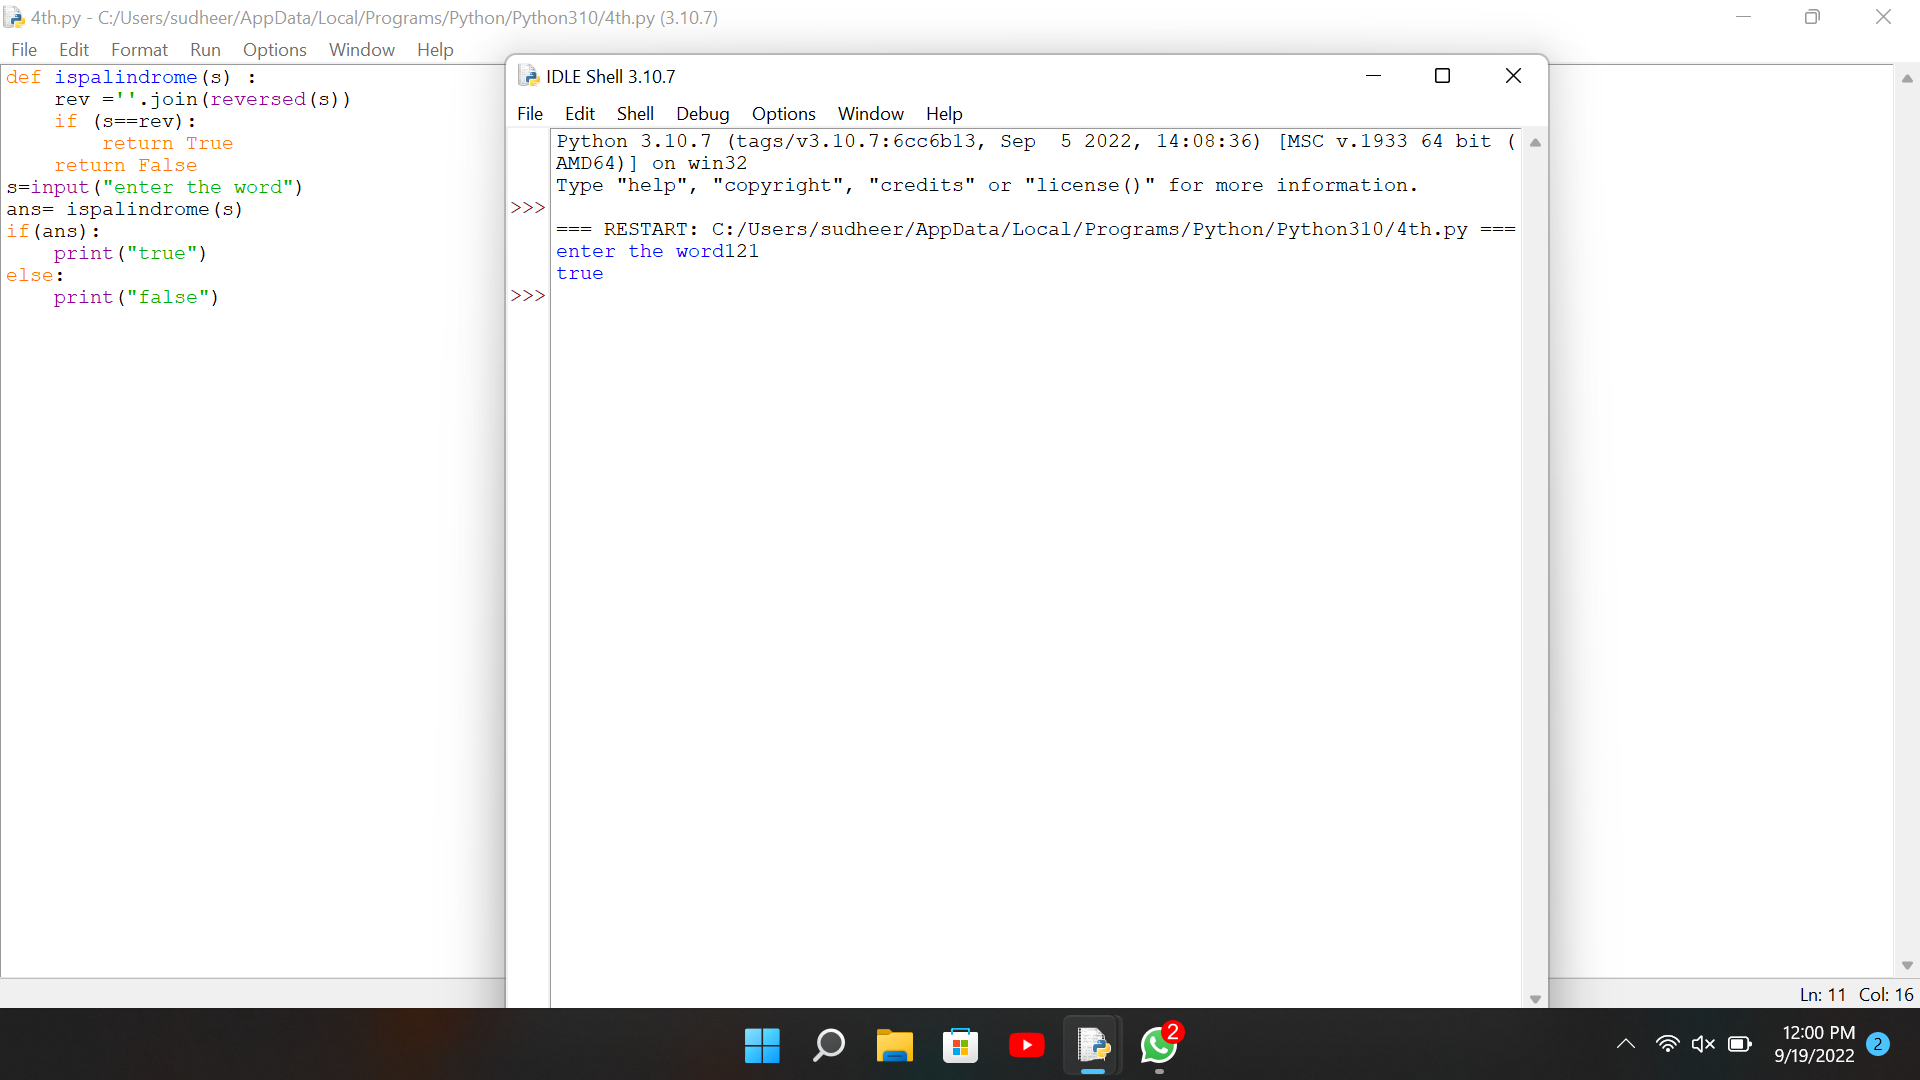 4th.py - C:/Users/sudheer/AppData/Local/Programs/Python/Python310/4th.py (3.10.7)
File Edit Format Run Options Window Help
def ispalindrome(s) :
    rev =''.join(reversed(s))
    if (s==rev):
        return True
    return False
s=input("enter the word")
ans= ispalindrome(s)
if(ans):
    print("true")
else:
    print("false")
IDLE Shell 3.10.7
File Edit Shell Debug Options Window Help
Python 3.10.7 (tags/v3.10.7:6cc6b13, Sep  5 2022, 14:08:36) [MSC v.1933 64 bit (
AMD64)] on win32
Type "help", "copyright", "credits" or "license()" for more information.
>>>
=== RESTART: C:/Users/sudheer/AppData/Local/Programs/Python/Python310/4th.py ===
enter the word121
true
>>>
Ln: 11 Col: 16
2
12:00 PM
9/19/2022
2